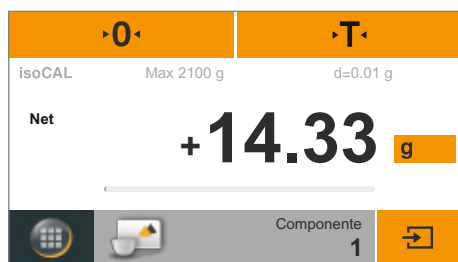 ▸0◂ ▸T◂
isoCAL Max 2100 g d=0.01 g
Net
+14.33 g
Componente
1